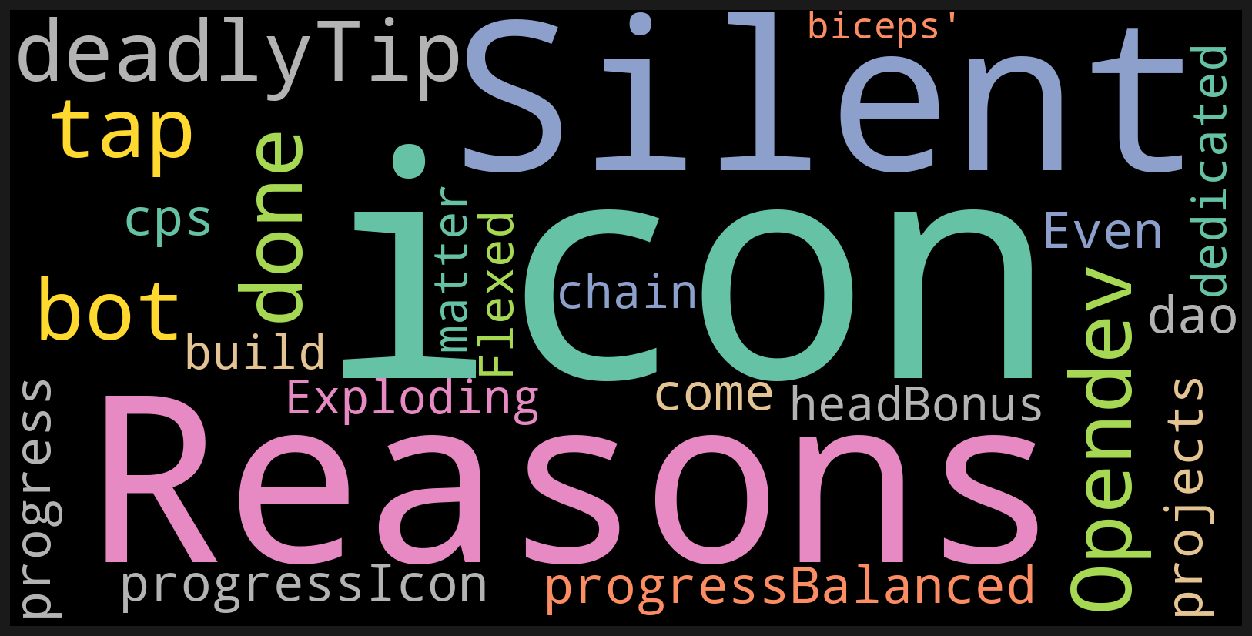 deadlyTip
Silent
biceps'
tap
done
cps
icon
matter
Flexed
chain
Even
dedicated
bot
build
dao
Opendev
Exploding
come
headBonus
progress
Reasons
projects
progressIcon
progressBalanced